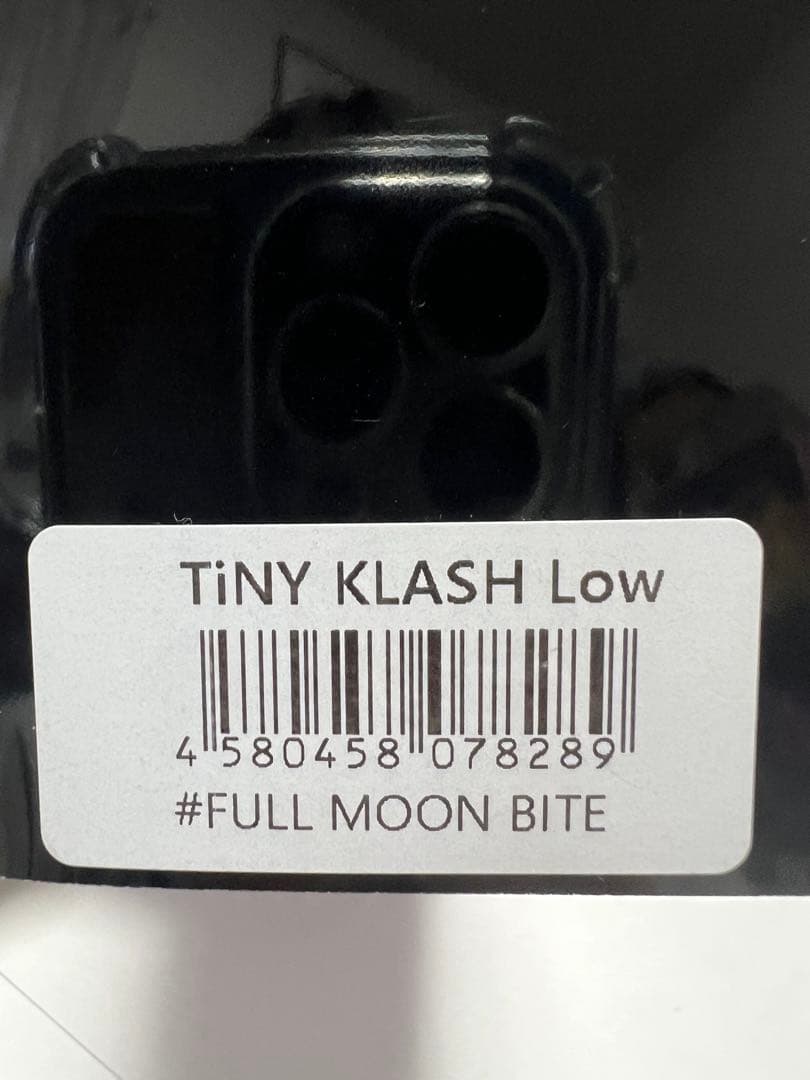 TiNY KLASH Low
4 580458 078289
#FULL MOON BITE